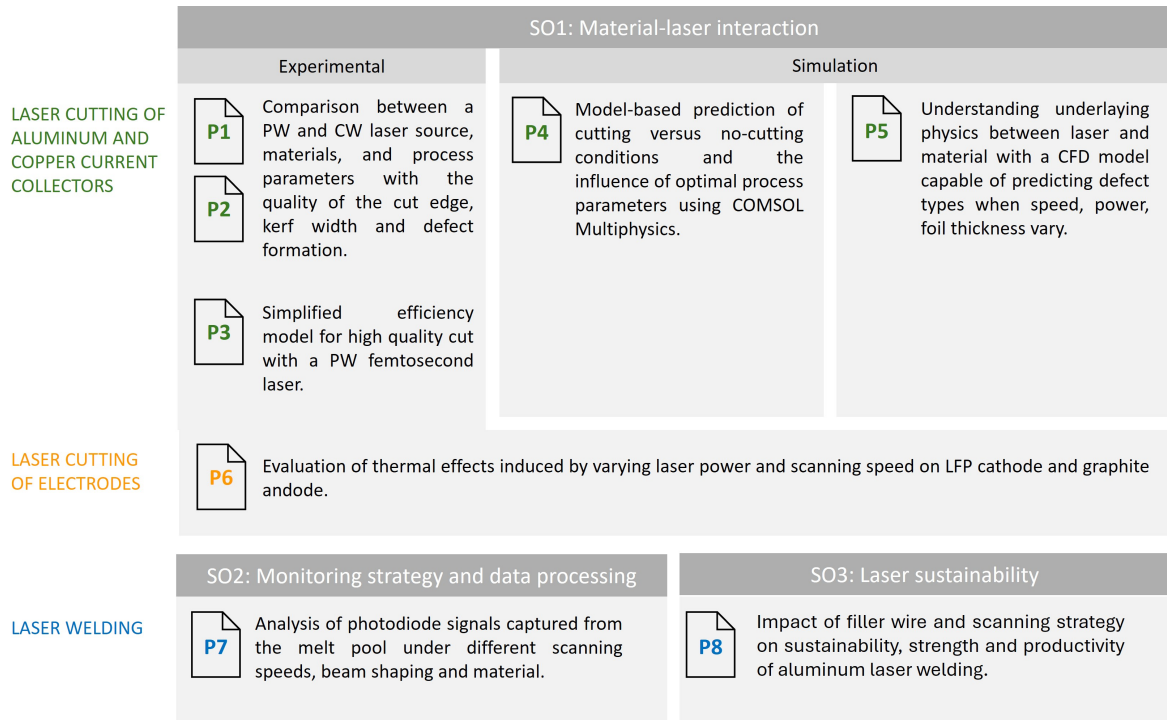 SO1: Material-laser interaction
Experimental
Simulation
LASER CUTTING OF
ALUMINUM AND
COPPER CURRENT
COLLECTORS
P1
P2
Comparison between a
PW and CW laser source,
materials, and process
parameters with the
quality of the cut edge,
kerf width and defect
formation.
P3
Simplified efficiency
model for high quality cut
with a PW femtosecond
laser.
P4
Model-based prediction of
cutting versus no-cutting
conditions and the
influence of optimal process
parameters using COMSOL
Multiphysics.
P5
Understanding underlaying
physics between laser and
material with a CFD model
capable of predicting defect
types when speed, power,
foil thickness vary.
LASER CUTTING
OF ELECTRODES
P6
Evaluation of thermal effects induced by varying laser power and scanning speed on LFP cathode and graphite
andode.
SO2: Monitoring strategy and data processing
SO3: Laser sustainability
LASER WELDING
P7
Analysis of photodiode signals captured from
the melt pool under different scanning
speeds, beam shaping and material.
P8
Impact of filler wire and scanning strategy
on sustainability, strength and productivity
of aluminum laser welding.